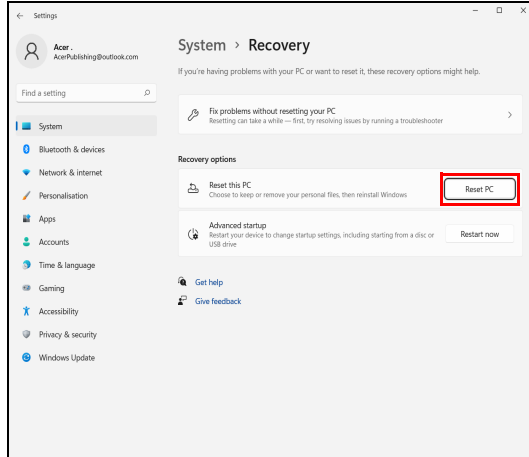 Settings
Acer .
AcerPublishing@outlook.com
Find a setting
System
Bluetooth & devices
Network & internet
Personalisation
Apps
Accounts
Time & language
Gaming
Accessibility
Privacy & security
Windows Update
System > Recovery
If you're having problems with your PC or want to reset it, these recovery options might help.
Fix problems without resetting your PC
Resetting can take a while — first, try resolving issues by running a troubleshooter
Recovery options
Reset this PC
Choose to keep or remove your personal files, then reinstall Windows
Reset PC
Advanced startup
Restart your device to change startup settings, including starting from a disc or
USB drive
Restart now
Get help
Give feedback